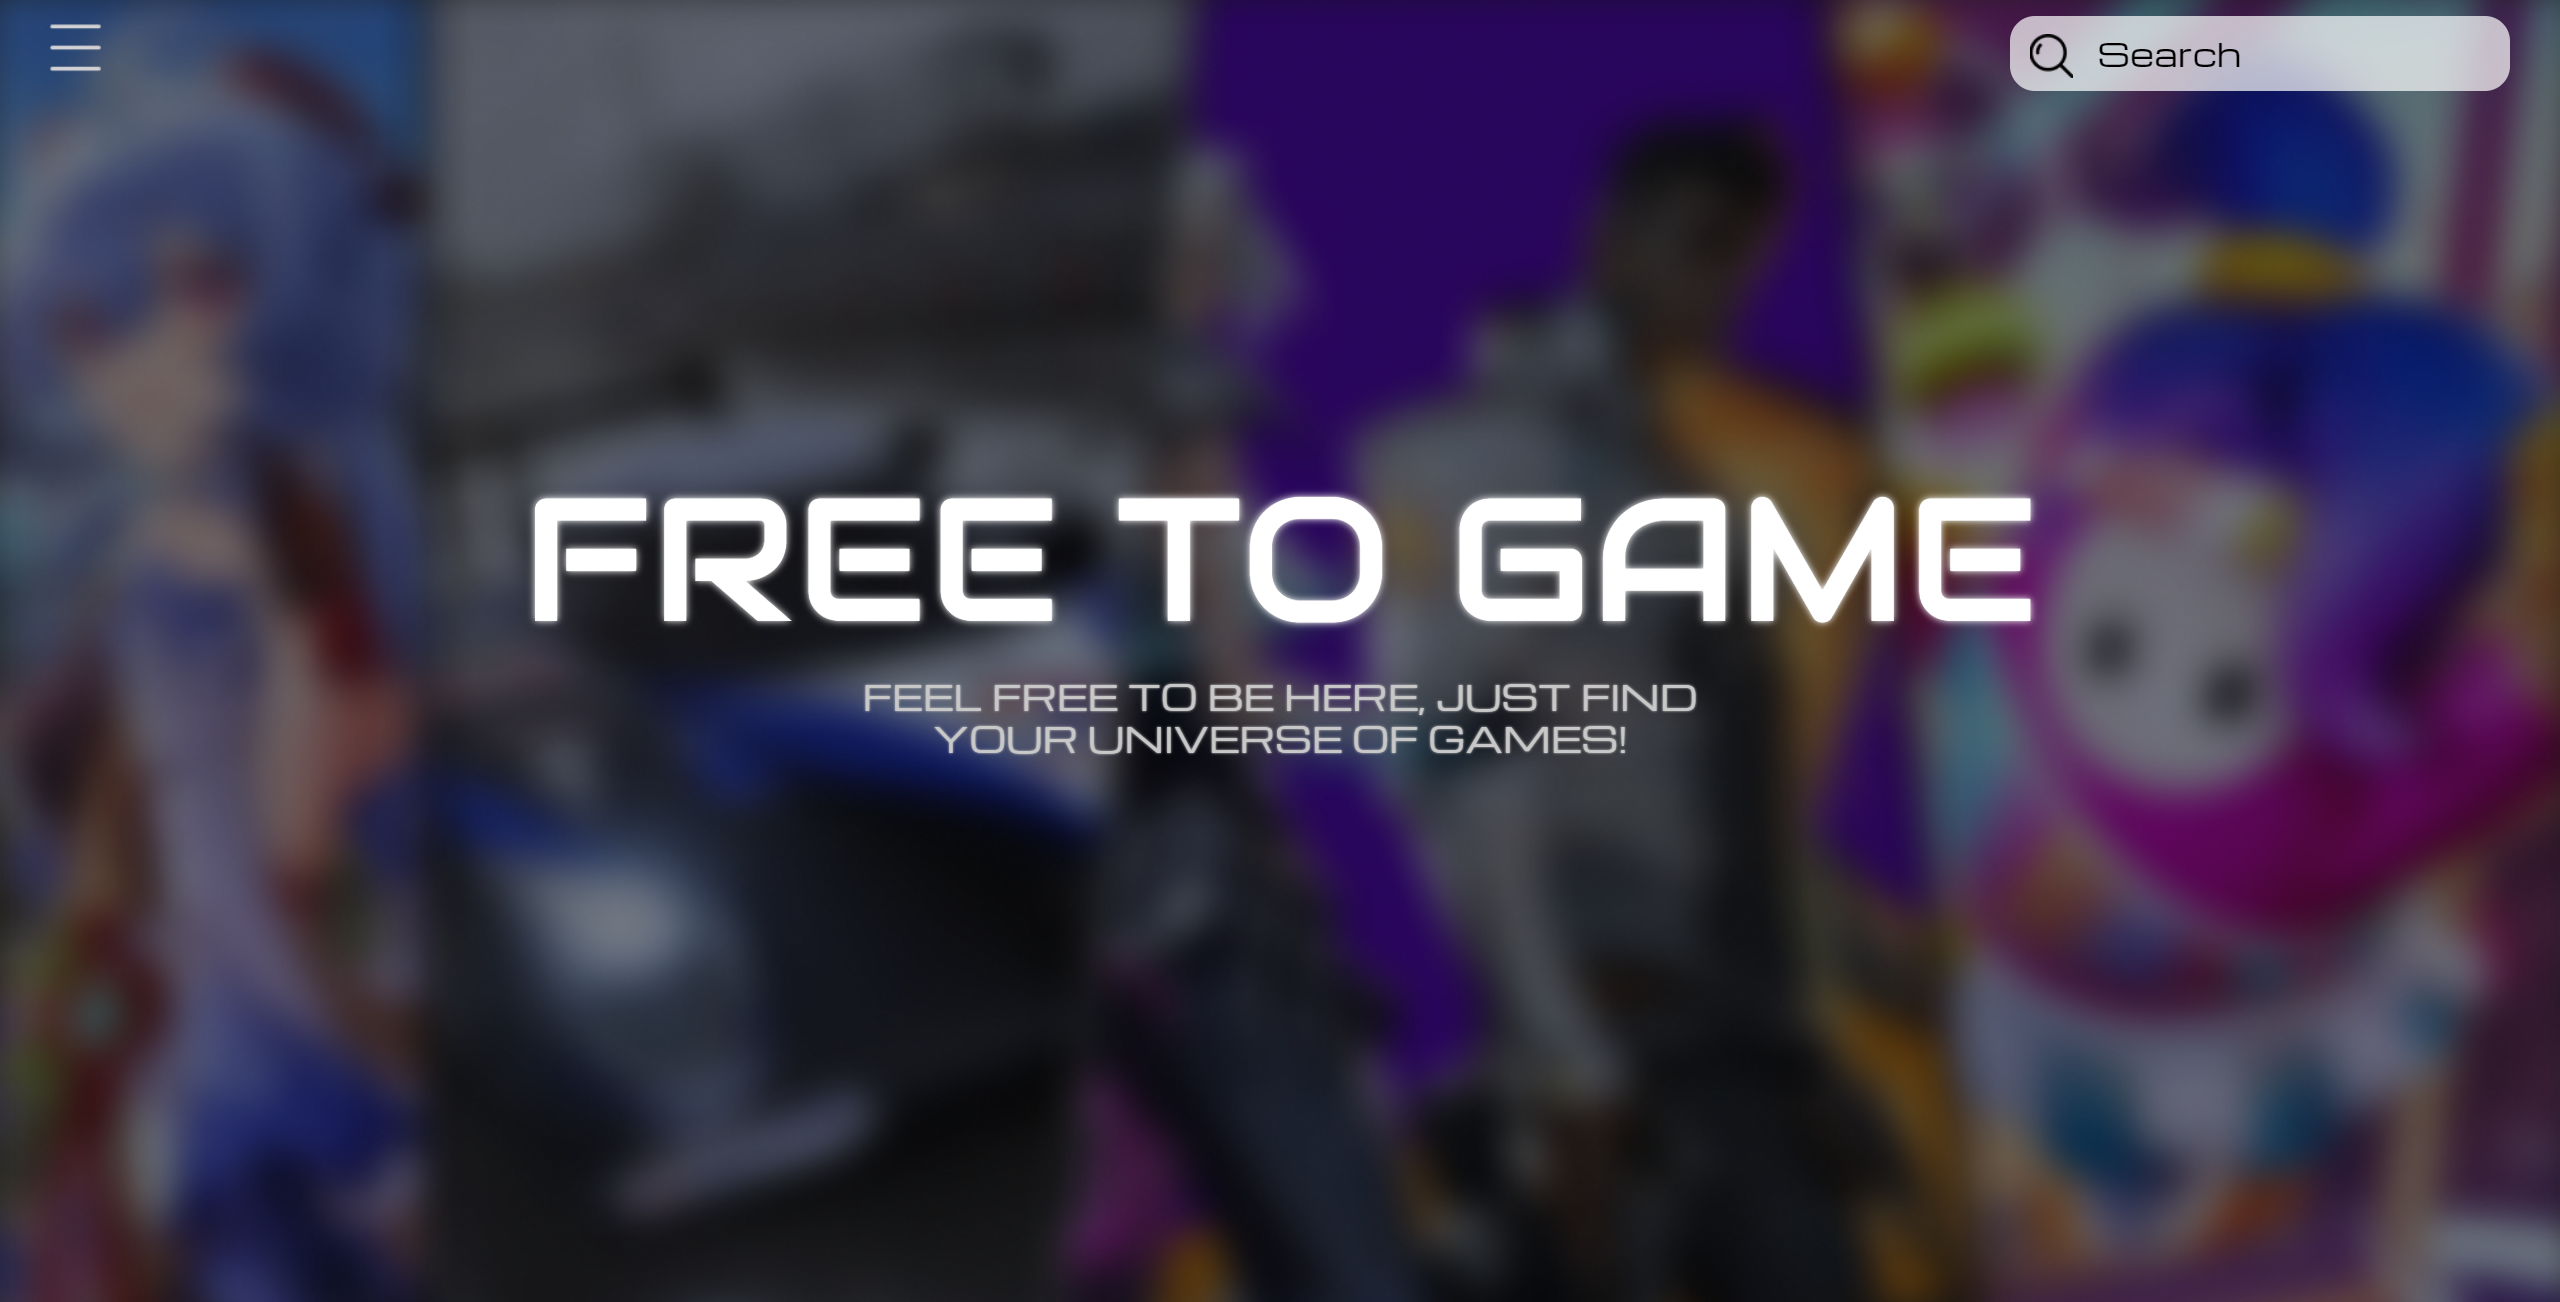 Search
FREE TO GAME
FEEL FREE TO BE HERE, JUST FIND
YOUR UNIVERSE OF GAMES!